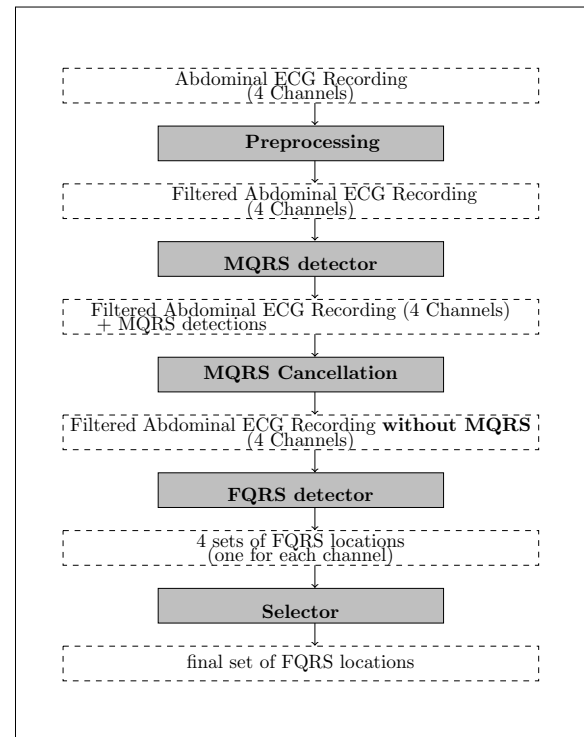 Abdominal ECG Recording
(4 Channels)
Preprocessing
Filtered Abdominal ECG Recording
(4 Channels)
MQRS detector
Filtered Abdominal ECG Recording (4 Channels)
+ MQRS detections
MQRS Cancellation
Filtered Abdominal ECG Recording without MQRS
(4 Channels)
FQRS detector
4 sets of FQRS locations
(one for each channel)
Selector
final set of FQRS locations